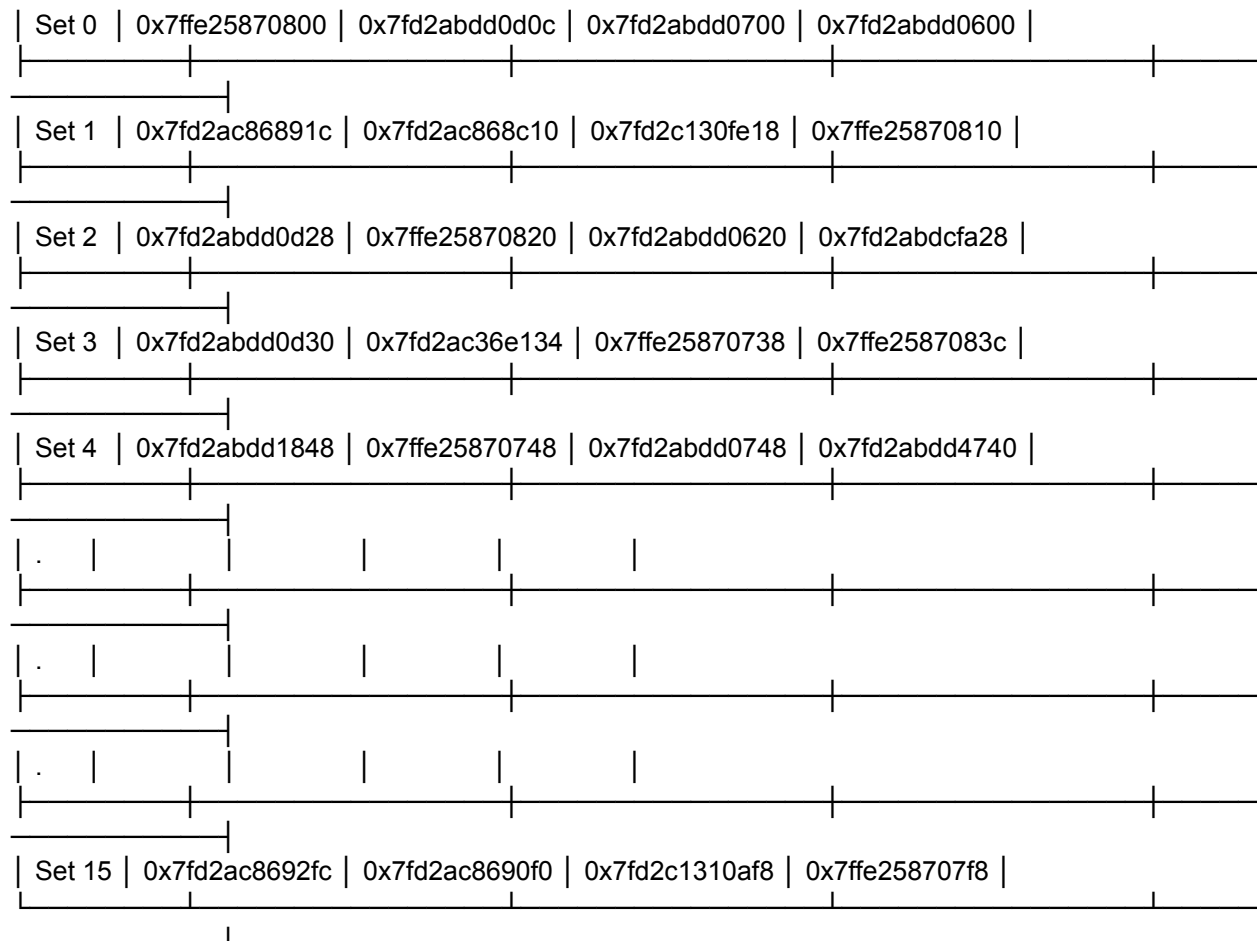 │ Set 0 │ 0x7ffe25870800 │ 0x7fd2abdd0d0c │ 0x7fd2abdd0700 │ 0x7fd2abdd0600 │
│ Set 1 │ 0x7fd2ac86891c │ 0x7fd2ac868c10 │ 0x7fd2c130fe18 │ 0x7ffe25870810 │
│ Set 2 │ 0x7fd2abdd0d28 │ 0x7ffe25870820 │ 0x7fd2abdd0620 │ 0x7fd2abdcfa28 │
│ Set 3 │ 0x7fd2abdd0d30 │ 0x7fd2ac36e134 │ 0x7ffe25870738 │ 0x7ffe2587083c │
│ Set 4 │ 0x7fd2abdd1848 │ 0x7ffe25870748 │ 0x7fd2abdd0748 │ 0x7fd2abdd4740 │
│ . │ │ │ │ │
│ . │ │ │ │ │
│ . │ │ │ │ │
│ Set 15 │ 0x7fd2ac8692fc │ 0x7fd2ac8690f0 │ 0x7fd2c1310af8 │ 0x7ffe258707f8 │